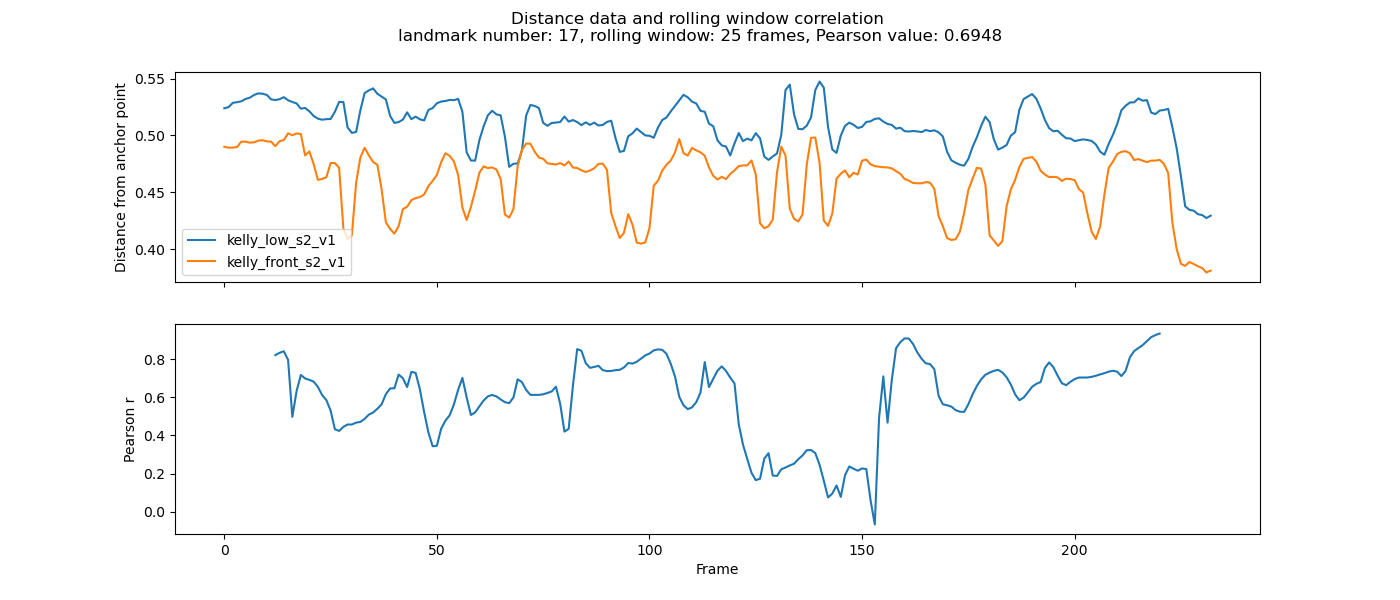 Distance data and rolling window correlation
landmark number: 17, rolling window: 25 frames, Pearson value: 0.6948
Distance from anchor point
0.55
0.50
0.45
0.40
kelly_low_s2_v1
kelly_front_s2_v1
Pearson r
0.8
0.6
0.4
0.2
0.0
0 50 100 150 200
Frame